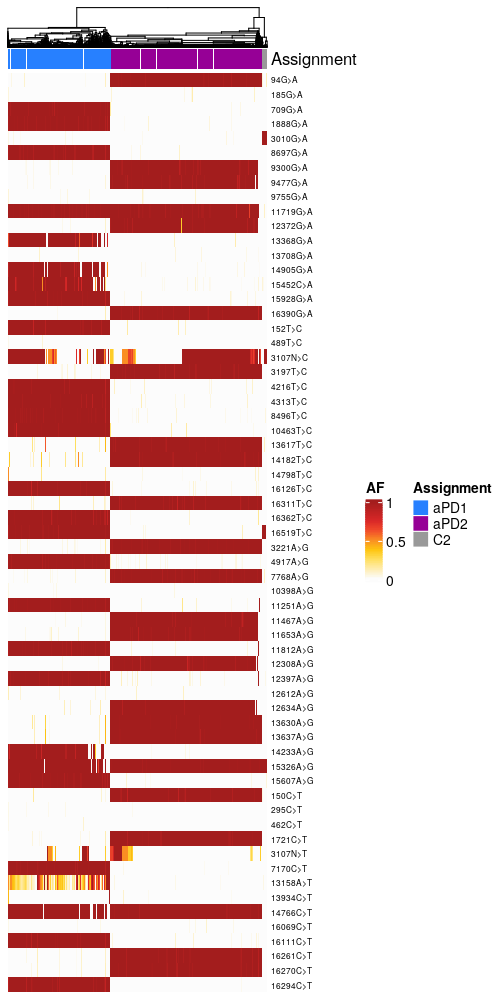 Assignment
94G>A
185G>A
709G>A
1888G>A
3010G>A
8697G>A
9300G>A
9477G>A
9755G>A
11719G>A
12372G>A
13368G>A
13708G>A
14905G>A
15452C>A
15928G>A
16390G>A
152T>C
489T>C
3107N>C
3197T>C
4216T>C
4313T>C
8496T>C
10463T>C
13617T>C
14182T>C
14798T>C
16126T>C
16311T>C
16362T>C
16519T>C
3221A>G
4917A>G
7768A>G
10398A>G
11251A>G
11467A>G
11653A>G
11812A>G
12308A>G
12397A>G
12612A>G
12634A>G
13630A>G
13637A>G
14233A>G
15326A>G
15607A>G
150C>T
295C>T
462C>T
1721C>T
3107N>T
7170C>T
13158A>T
13934C>T
14766C>T
16069C>T
16111C>T
16261C>T
16270C>T
16294C>T
AF
1
0.5
0
Assignment
aPD1
aPD2
C2